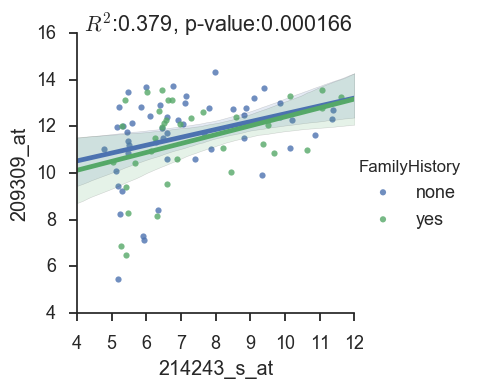 R²:0.379, p-value:0.000166
16
14
12
10
8
6
4
209309_at
4 5 6 7 8 9 10 11 12
214243_s_at
FamilyHistory
none
yes